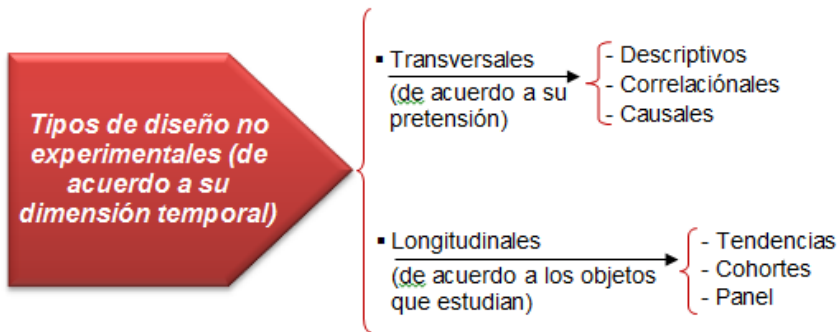 Tipos de diseño no
experimentales (de
acuerdo a su
dimensión temporal)
▪ Transversales
(de acuerdo a su
pretensión)
- Descriptivos
- Correlaciónales
- Causales
▪ Longitudinales
(de acuerdo a los objetos
que estudian)
- Tendencias
- Cohortes
- Panel